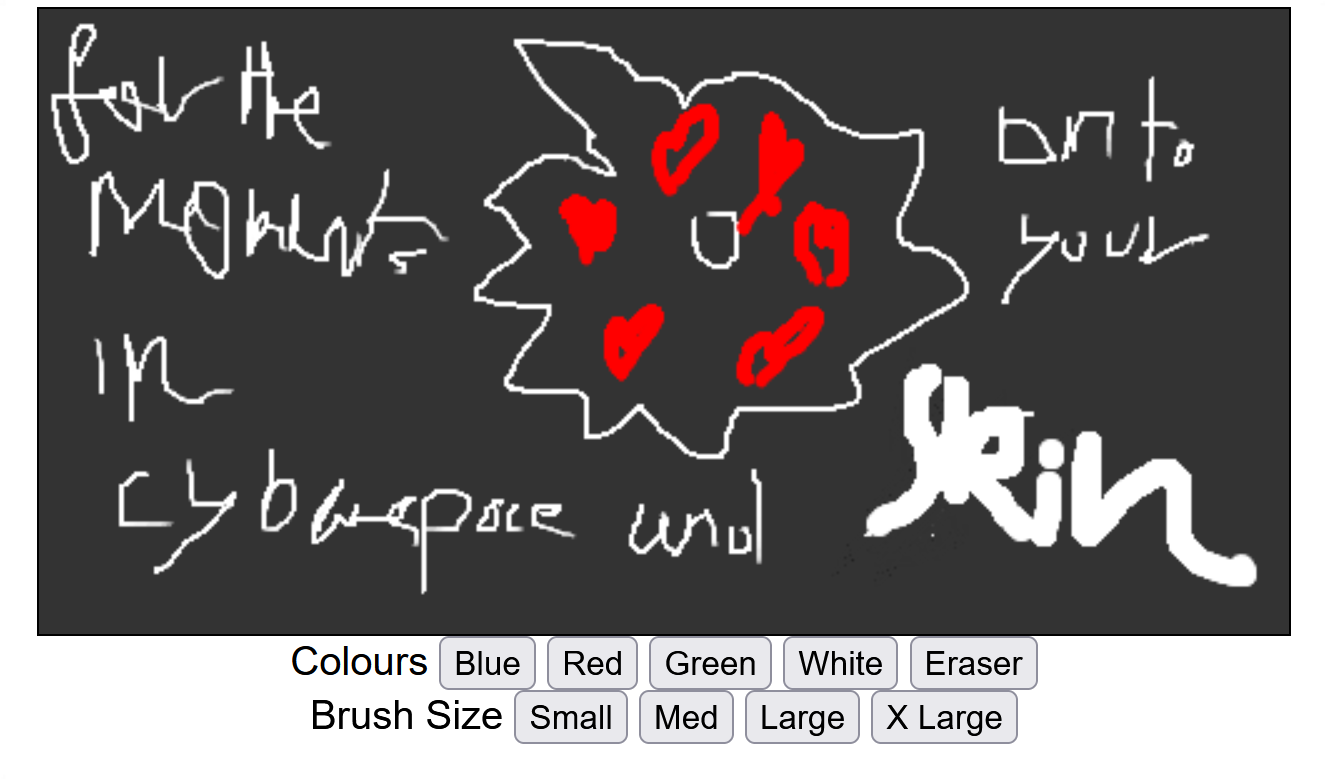 for the
moments
in
cyberspace and
onto
your
skin
Colours Blue Red Green White Eraser
Brush Size Small Med Large X Large